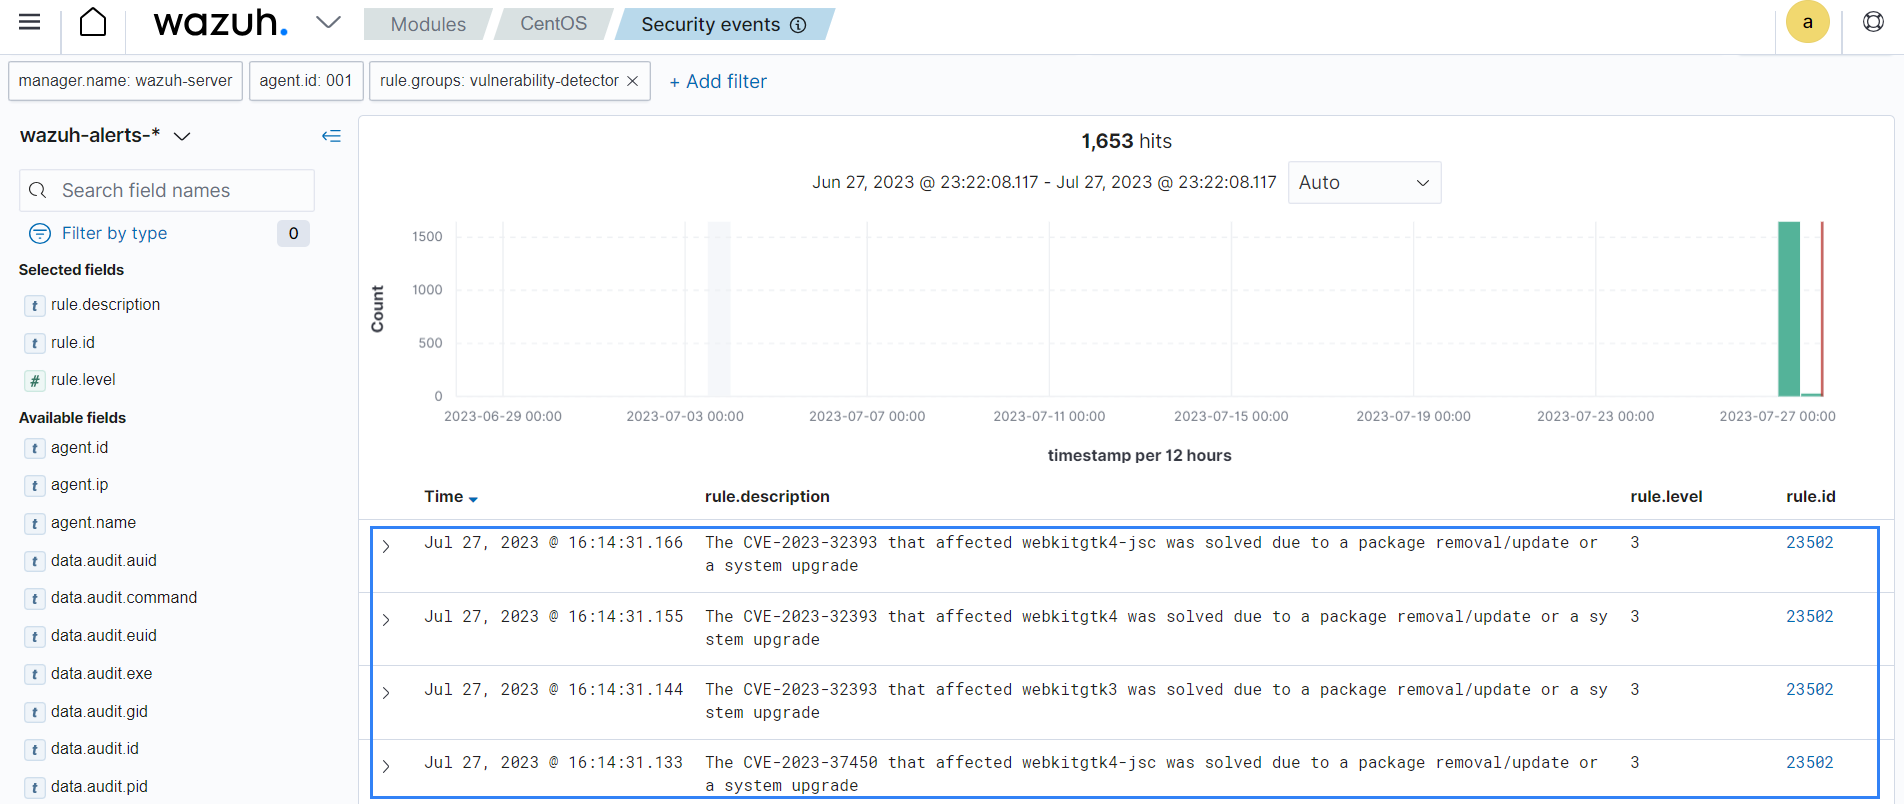 wazuh.
Modules
CentOS
Security events
a
manager.name: wazuh-server
agent.id: 001
rule.groups: vulnerability-detector ×
+ Add filter
wazuh-alerts-*
Search field names
Filter by type
0
Selected fields
t rule.description
t rule.id
# rule.level
Available fields
t agent.id
t agent.ip
t agent.name
t data.audit.auid
t data.audit.command
t data.audit.euid
t data.audit.exe
t data.audit.gid
t data.audit.id
t data.audit.pid
1,653 hits
Jun 27, 2023 @ 23:22:08.117 - Jul 27, 2023 @ 23:22:08.117
Auto
Count
1500
1000
500
0
2023-06-29 00:00
2023-07-03 00:00
2023-07-07 00:00
2023-07-11 00:00
2023-07-15 00:00
2023-07-19 00:00
2023-07-23 00:00
2023-07-27 00:00
timestamp per 12 hours
Time rule.description rule.level rule.id
Jul 27, 2023 @ 16:14:31.166 The CVE-2023-32393 that affected webkitgtk4-jsc was solved due to a package removal/update or 3 23502
a system upgrade
Jul 27, 2023 @ 16:14:31.155 The CVE-2023-32393 that affected webkitgtk4 was solved due to a package removal/update or a sy 3 23502
stem upgrade
Jul 27, 2023 @ 16:14:31.144 The CVE-2023-32393 that affected webkitgtk3 was solved due to a package removal/update or a sy 3 23502
stem upgrade
Jul 27, 2023 @ 16:14:31.133 The CVE-2023-37450 that affected webkitgtk4-jsc was solved due to a package removal/update or 3 23502
a system upgrade